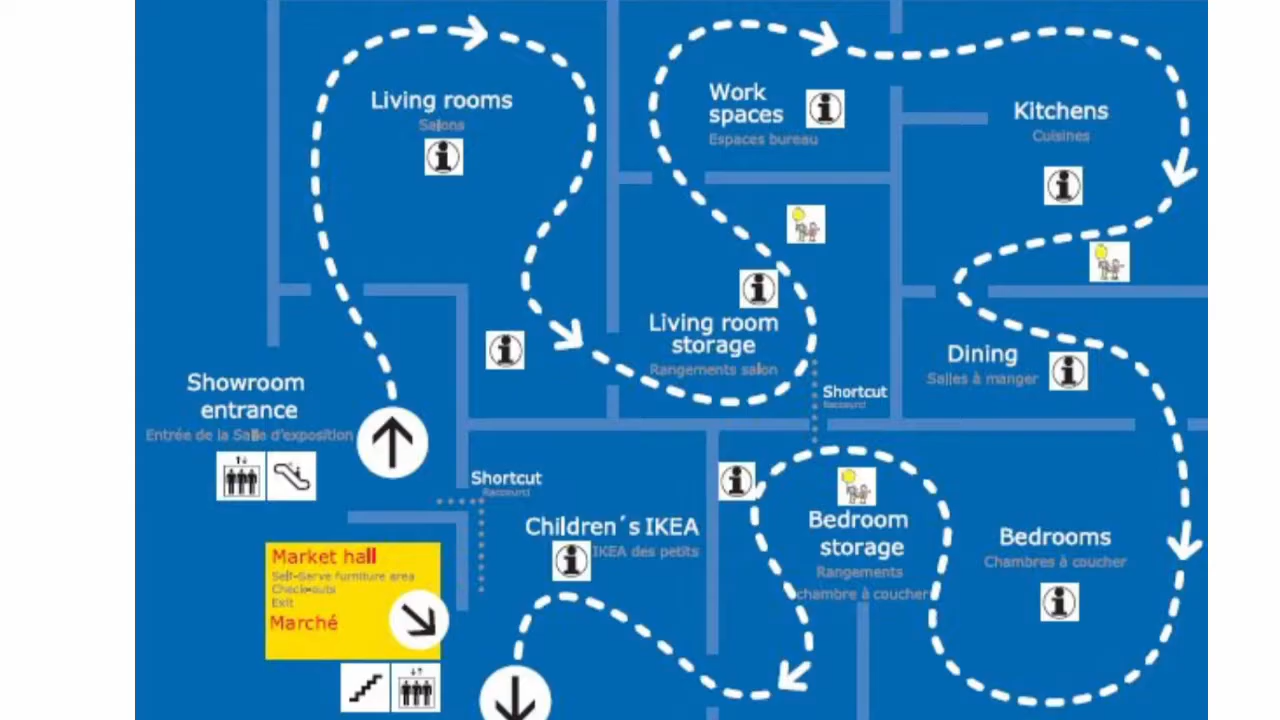 Living rooms
Salons
Work
spaces
Espaces bureau
Kitchens
Cuisines
Living room
storage
Rangements salon
Dining
Salles à manger
Shortcut
Raccourci
Showroom
entrance
Entrée de la Salle d'exposition
Shortcut
Raccourci
Children´s IKEA
IKEA des petits
Bedroom
storage
Rangements
chambre à coucher
Bedrooms
Chambres à coucher
Market hall
Self-Serve furniture area
Check-outs
Exit
Marché